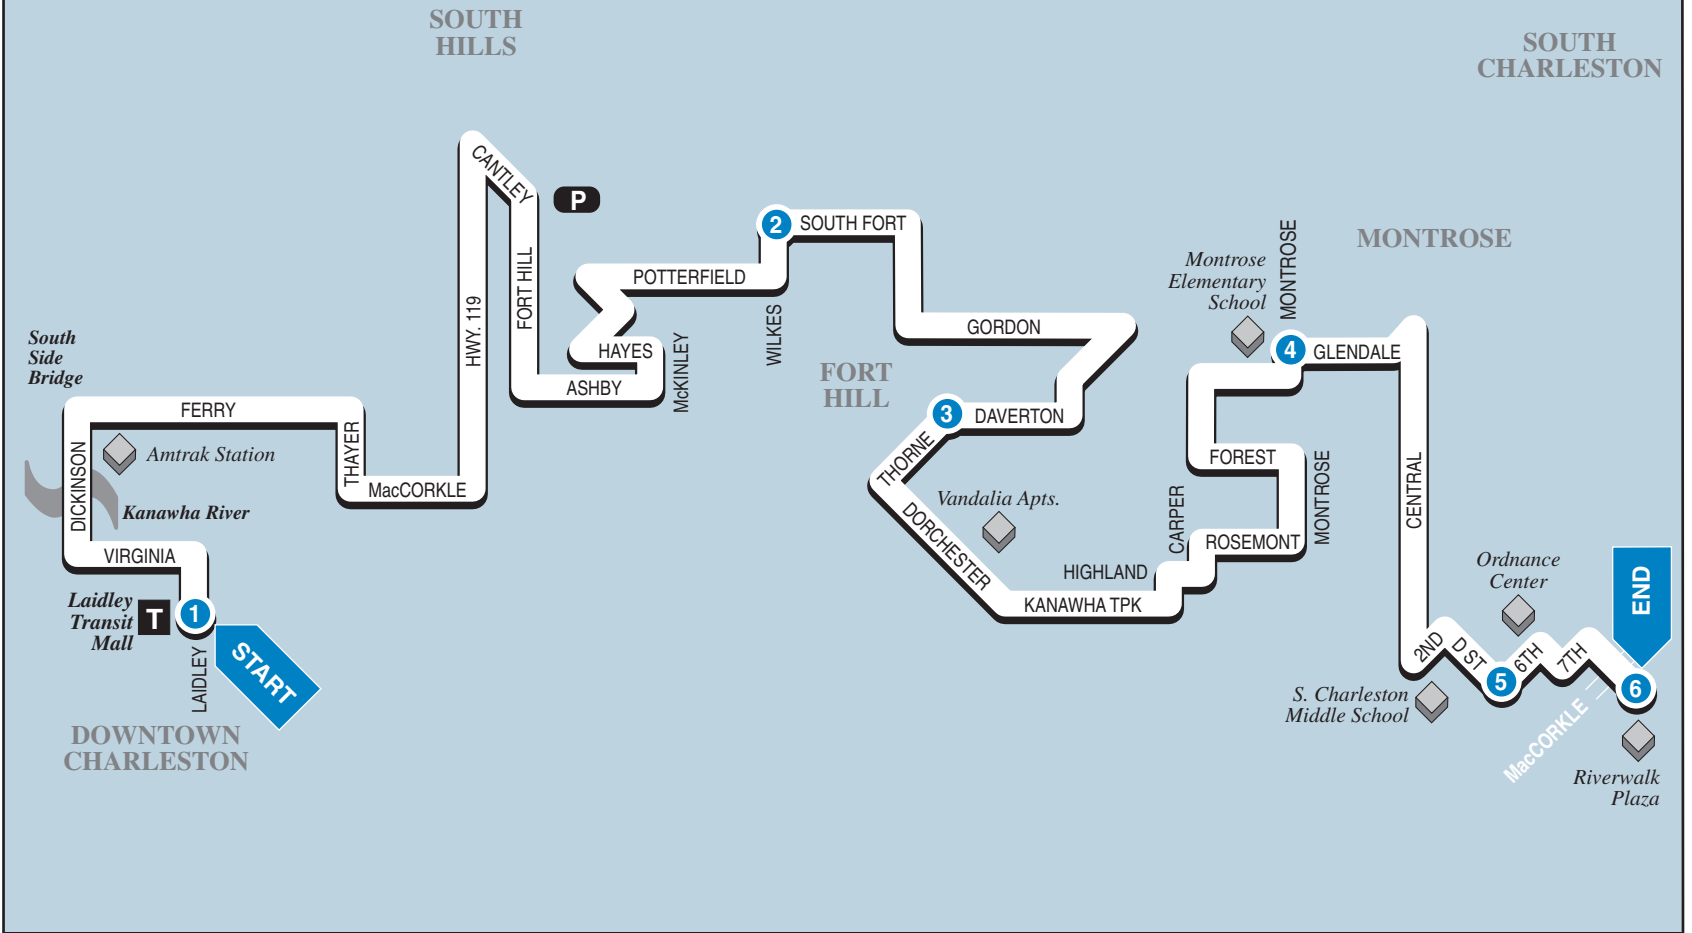 SOUTH
HILLS
SOUTH
CHARLESTON
CANTLEY
P
2
SOUTH FORT
MONTROSE
MONTROSE
Montrose
Elementary
School
POTTERFIELD
FORT HILL
HWY. 119
WILKES
GORDON
South
Side
Bridge
HAYES
McKINLEY
ASHBY
FORT
HILL
4
GLENDALE
FERRY
3
DAVERTON
THORNE
THAYER
DICKINSON
Amtrak Station
MacCORKLE
Kanawha River
Vandalia Apts.
DORCHESTER
FOREST
MONTROSE
CARPER
ROSEMONT
CENTRAL
HIGHLAND
KANAWHA TPK
VIRGINIA
Laidley
Transit
Mall
T
1
START
LAIDLEY
DOWNTOWN
CHARLESTON
Ordnance
Center
END
2ND
D ST
5
6TH
7TH
6
S. Charleston
Middle School
MacCORKLE
Riverwalk
Plaza